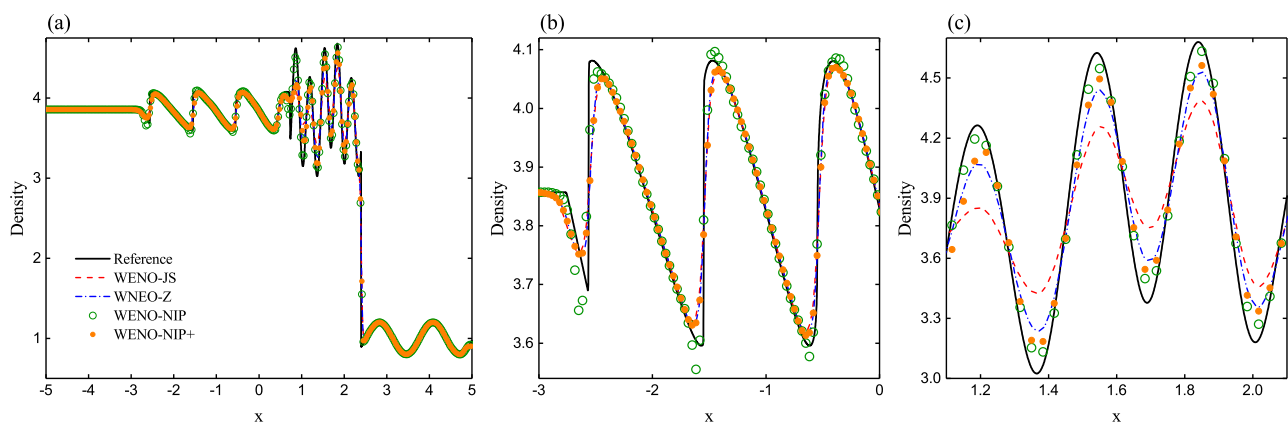 (a)
Density
4
3
2
1
-5 -4 -3 -2 -1 0 1 2 3 4 5
x
Reference
WENO-JS
WNEO-Z
WENO-NIP
WENO-NIP+
(b)
Density
4.1
4.0
3.9
3.8
3.7
3.6
-3 -2 -1 0
x
(c)
Density
4.5
4.2
3.9
3.6
3.3
3.0
1.2 1.4 1.6 1.8 2.0
x